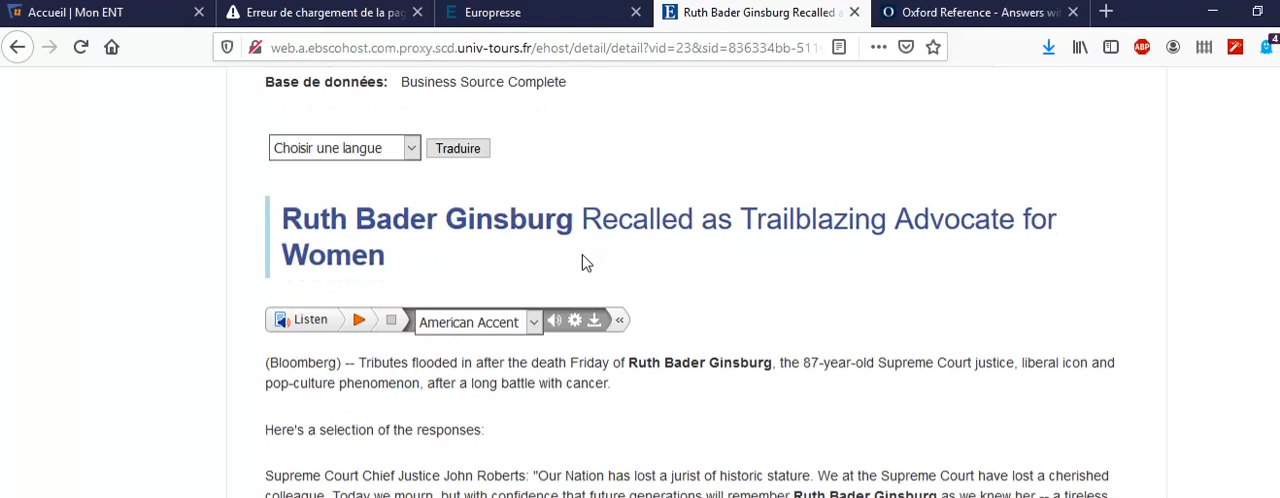 Accueil | Mon ENT
Erreur de chargement de la pag
Europresse
Ruth Bader Ginsburg Recalled a
Oxford Reference - Answers wit
web.a.ebscohost.com.proxy.scd.univ-tours.fr/ehost/detail/detail?vid=23&sid=836334bb-511
ABP
4
Base de données: Business Source Complete
Choisir une langue
Traduire
Ruth Bader Ginsburg Recalled as Trailblazing Advocate for
Women
Listen
American Accent
(Bloomberg) -- Tributes flooded in after the death Friday of Ruth Bader Ginsburg, the 87-year-old Supreme Court justice, liberal icon and
pop-culture phenomenon, after a long battle with cancer.
Here's a selection of the responses:
Supreme Court Chief Justice John Roberts: "Our Nation has lost a jurist of historic stature. We at the Supreme Court have lost a cherished
colleague. Today we mourn, but with confidence that future generations will remember Ruth Bader Ginsburg as we knew her -- a tireless